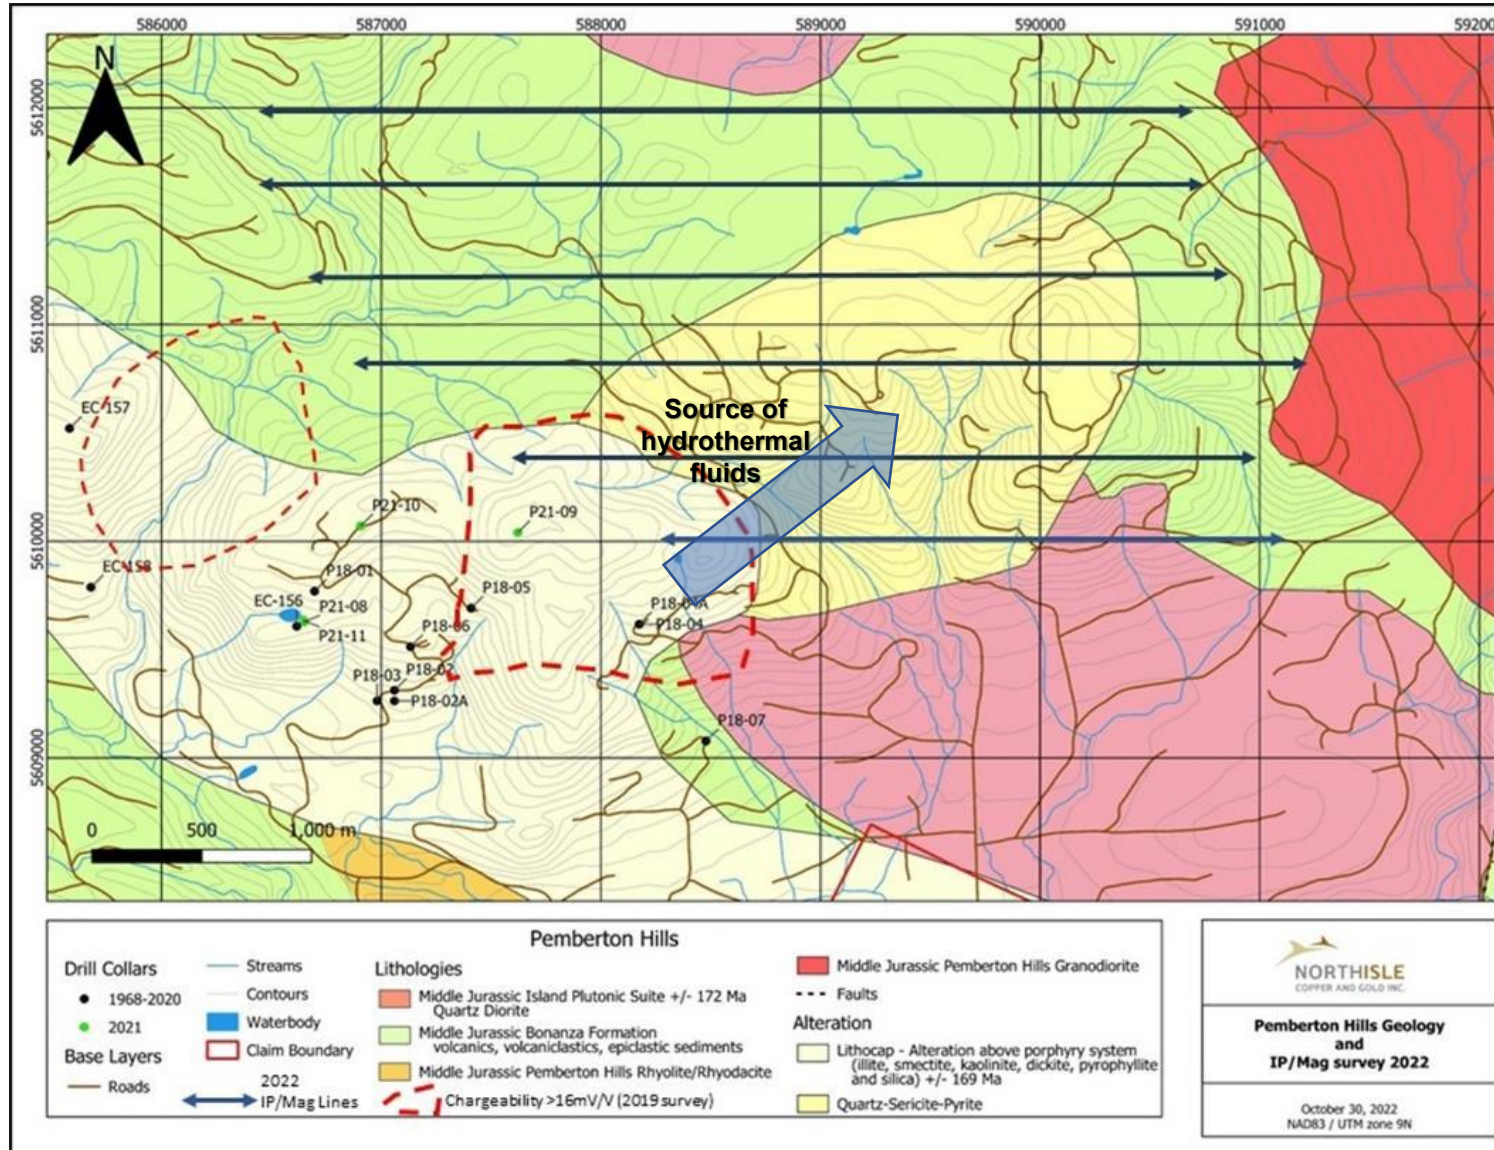 586000
587000
588000
589000
590000
591000
592000
N
5612000
5611000
5610000
5609000
Source of
hydrothermal
fluids
EC-157
EC-158
P21-10
P21-09
P18-01
P18-05
EC-156
P21-08
P21-11
P18-06
P18-04A
P18-04
P18-03
P18-02
P18-02A
P18-07
0 500 1,000 m
Pemberton Hills
Drill Collars
1968-2020
2021
Base Layers
Roads
Streams
Contours
Waterbody
Claim Boundary
2022
IP/Mag Lines
Lithologies
Middle Jurassic Island Plutonic Suite +/- 172 Ma
Quartz Diorite
Middle Jurassic Bonanza Formation
volcanics, volcaniclastics, epiclastic sediments
Middle Jurassic Pemberton Hills Rhyolite/Rhyodacite
Chargeability >16mV/V (2019 survey)
Middle Jurassic Pemberton Hills Granodiorite
Faults
Alteration
Lithocap - Alteration above porphyry system
(illite, smectite, kaolinite, dickite, pyrophyllite
and silica) +/- 169 Ma
Quartz-Sericite-Pyrite
NORTHISLE
COPPER AND GOLD INC.
Pemberton Hills Geology
and
IP/Mag survey 2022
October 30, 2022
NAD83 / UTM zone 9N